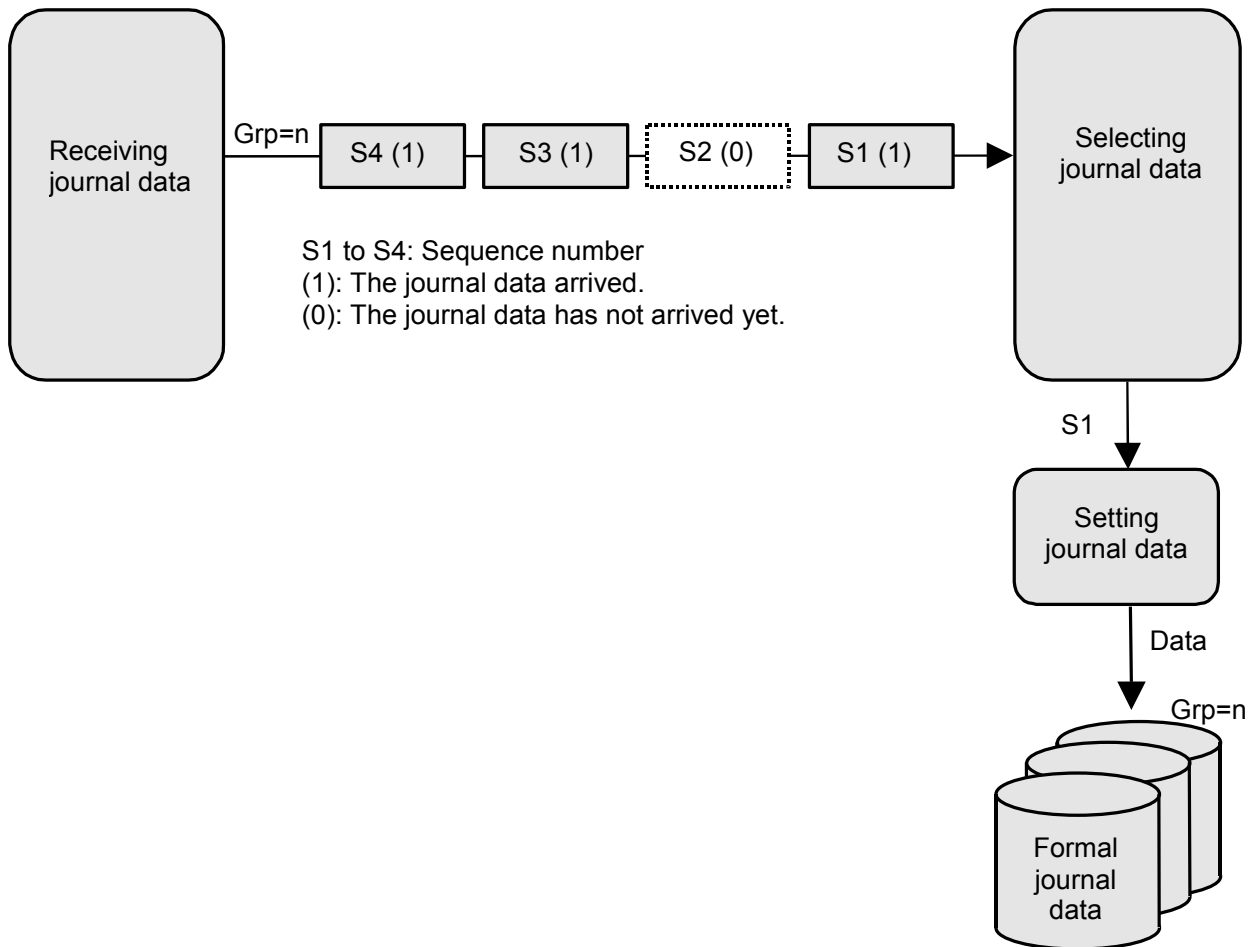 Receiving
journal data
Grp=n
S4 (1)
S3 (1)
S2 (0)
S1 (1)
Selecting
journal data
S1 to S4: Sequence number
(1): The journal data arrived.
(0): The journal data has not arrived yet.
S1
Setting
journal data
Data
Grp=n
Formal
journal
data